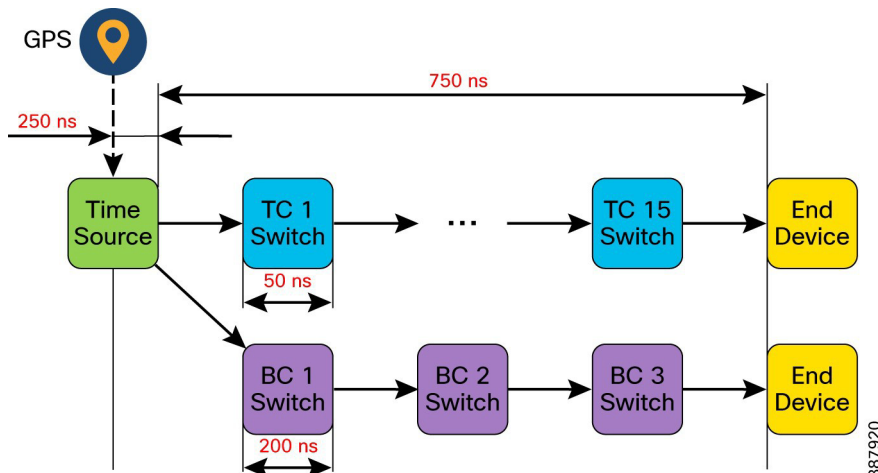 GPS
750 ns
250 ns
Time
Source
TC 1
Switch
...
TC 15
Switch
End
Device
50 ns
BC 1
Switch
BC 2
Switch
BC 3
Switch
End
Device
200 ns
387920